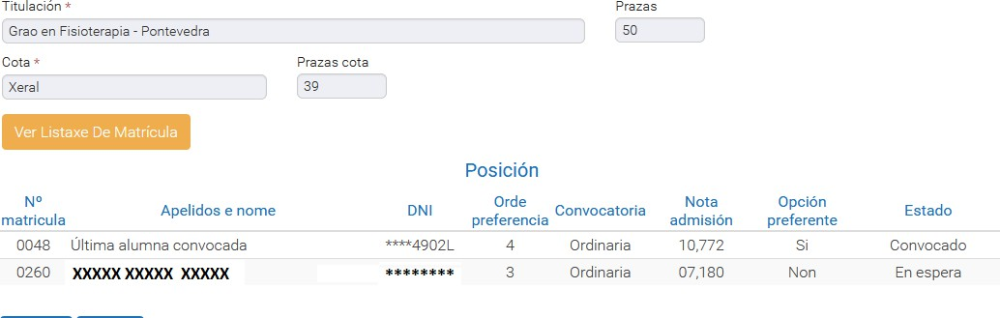 Titulación * Prazas
Grao en Fisioterapia - Pontevedra 50
Cota * Prazas cota
Xeral 39
Ver Listaxe De Matrícula
Posición
Nº matricula Apelidos e nome DNI Orde preferencia Convocatoria Nota admisión Opción preferente Estado
0048 Última alumna convocada ****4902L 4 Ordinaria 10,772 Si Convocado
0260 XXXXX XXXXX XXXXX ******** 3 Ordinaria 07,180 Non En espera